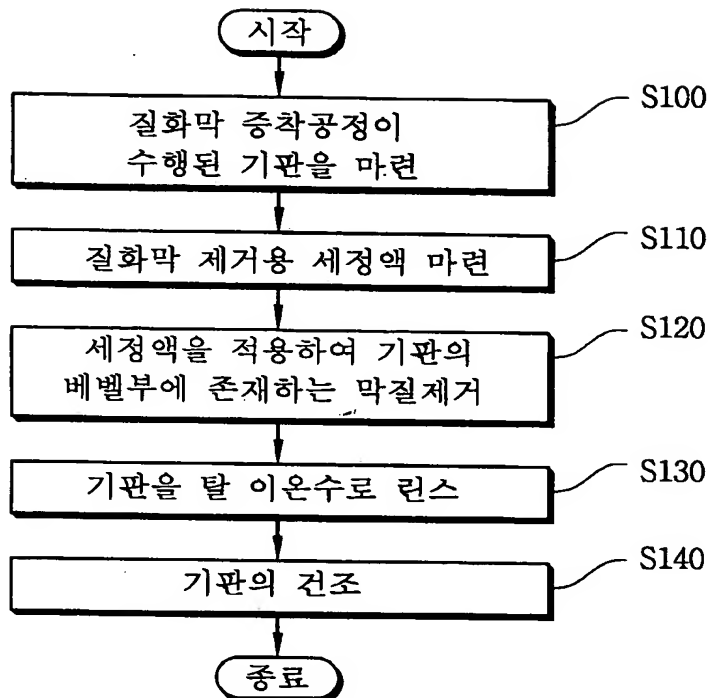 시작
질화막 증착공정이
수행된 기판을 마련
S100
질화막 제거용 세정액 마련
S110
세정액을 적용하여 기판의
베벨부에 존재하는 막질제거
S120
기판을 탈 이온수로 린스
S130
기판의 건조
S140
종료